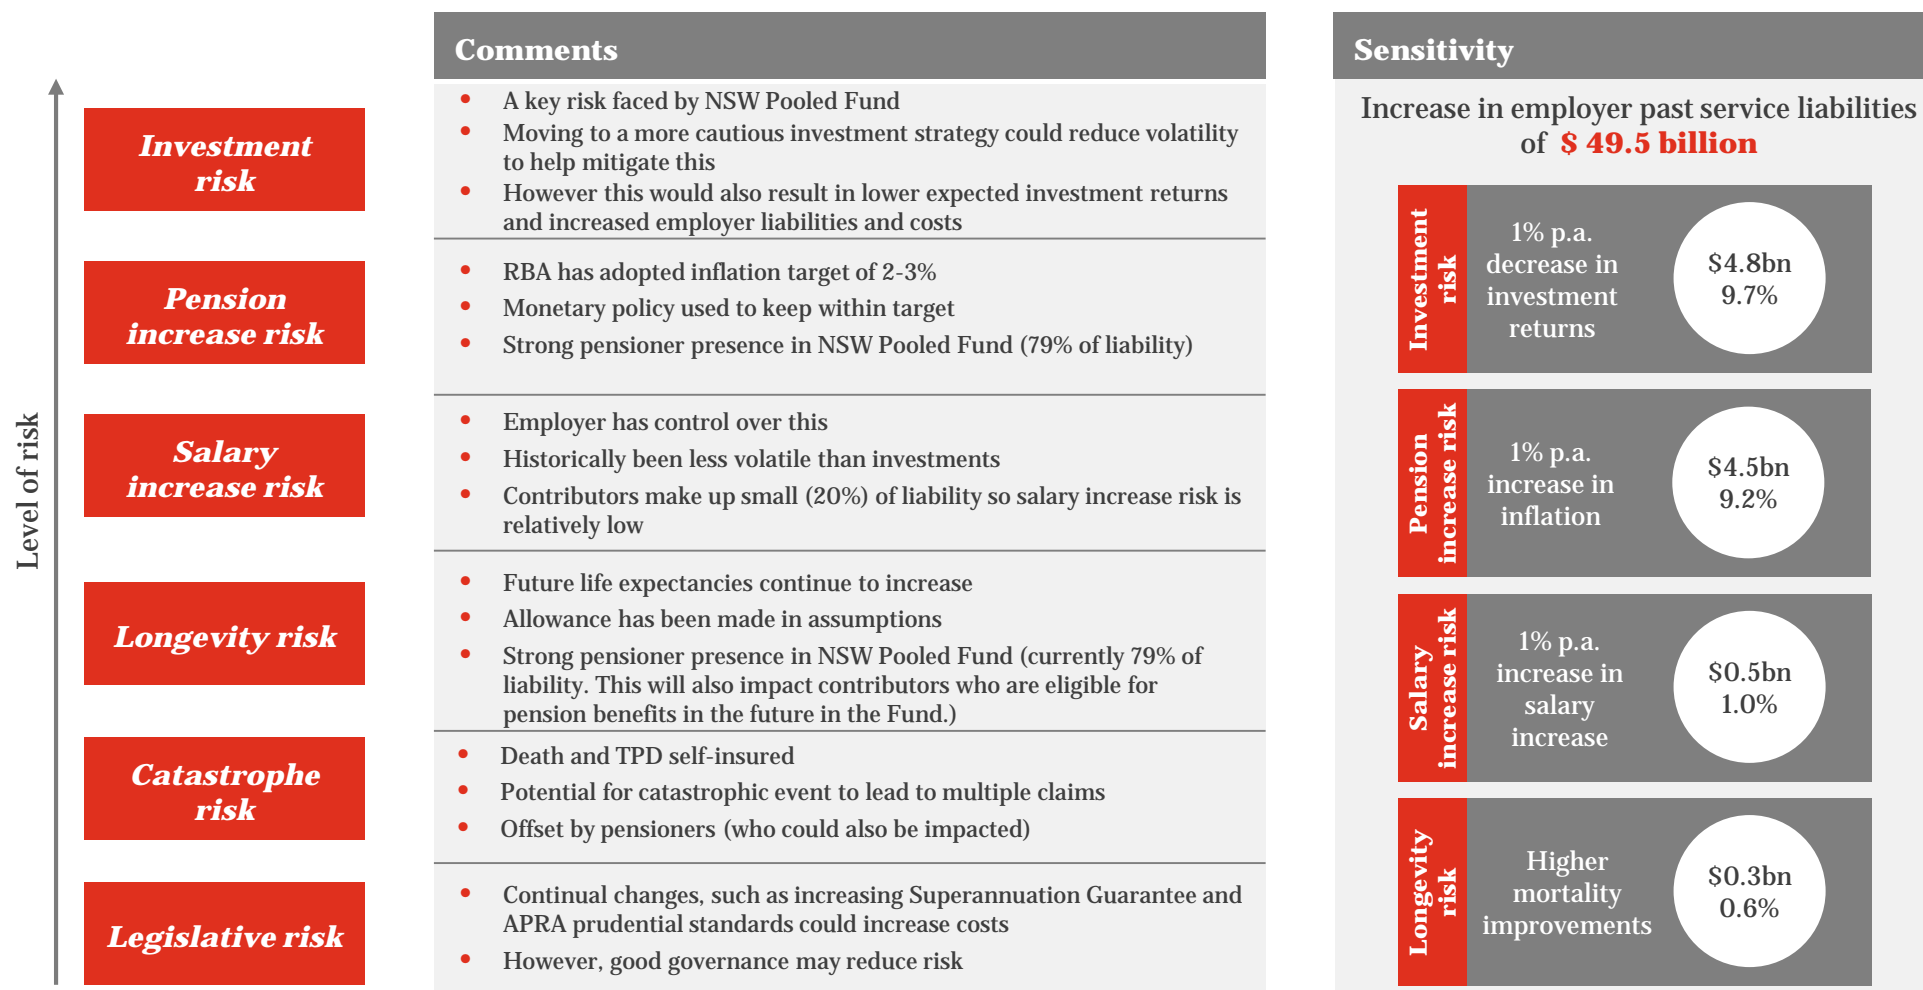 Level of risk
Investment
risk
Pension
increase risk
Salary
increase risk
Longevity risk
Catastrophe
risk
Legislative risk
Comments
• A key risk faced by NSW Pooled Fund
• Moving to a more cautious investment strategy could reduce volatility
to help mitigate this
• However this would also result in lower expected investment returns
and increased employer liabilities and costs
• RBA has adopted inflation target of 2-3%
• Monetary policy used to keep within target
• Strong pensioner presence in NSW Pooled Fund (79% of liability)
• Employer has control over this
• Historically been less volatile than investments
• Contributors make up small (20%) of liability so salary increase risk is
relatively low
• Future life expectancies continue to increase
• Allowance has been made in assumptions
• Strong pensioner presence in NSW Pooled Fund (currently 79% of
liability. This will also impact contributors who are eligible for
pension benefits in the future in the Fund.)
• Death and TPD self-insured
• Potential for catastrophic event to lead to multiple claims
• Offset by pensioners (who could also be impacted)
• Continual changes, such as increasing Superannuation Guarantee and
APRA prudential standards could increase costs
• However, good governance may reduce risk
Sensitivity
Increase in employer past service liabilities
of $ 49.5 billion
Investment
risk
1% p.a.
decrease in
investment
returns
$4.8bn
9.7%
Pension
increase risk
1% p.a.
increase in
inflation
$4.5bn
9.2%
Salary
increase risk
1% p.a.
increase in
salary
increase
$0.5bn
1.0%
Longevity
risk
Higher
mortality
improvements
$0.3bn
0.6%